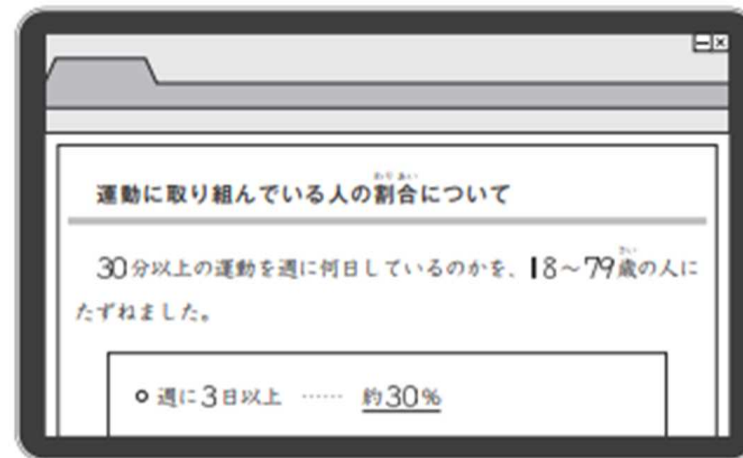 運動に取り組んでいる人の割合について
30分以上の運動を週に何日しているのかを、18～79歳の人に
たずねました。
○ 週に3日以上 …… 約30%